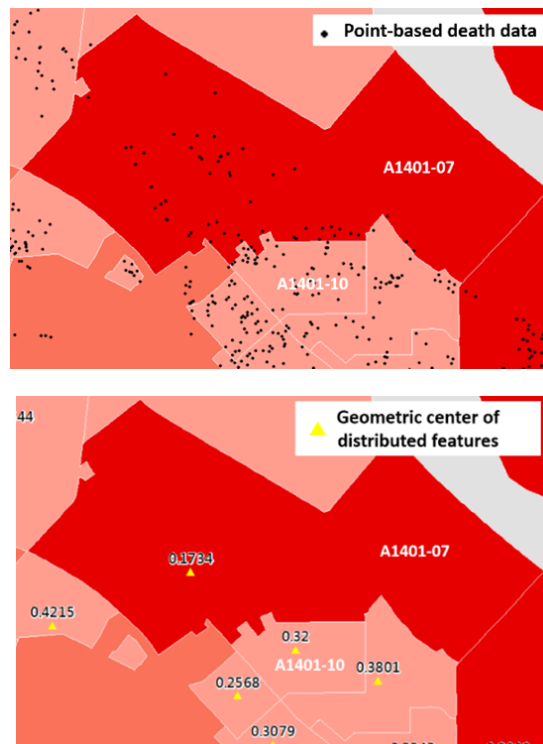 Point-based death data
A1401-07
A1401-10
Geometric center of
distributed features
44
A1401-07
0.1734
0.4215
0.32
A1401-10
0.3801
0.2568
0.3079